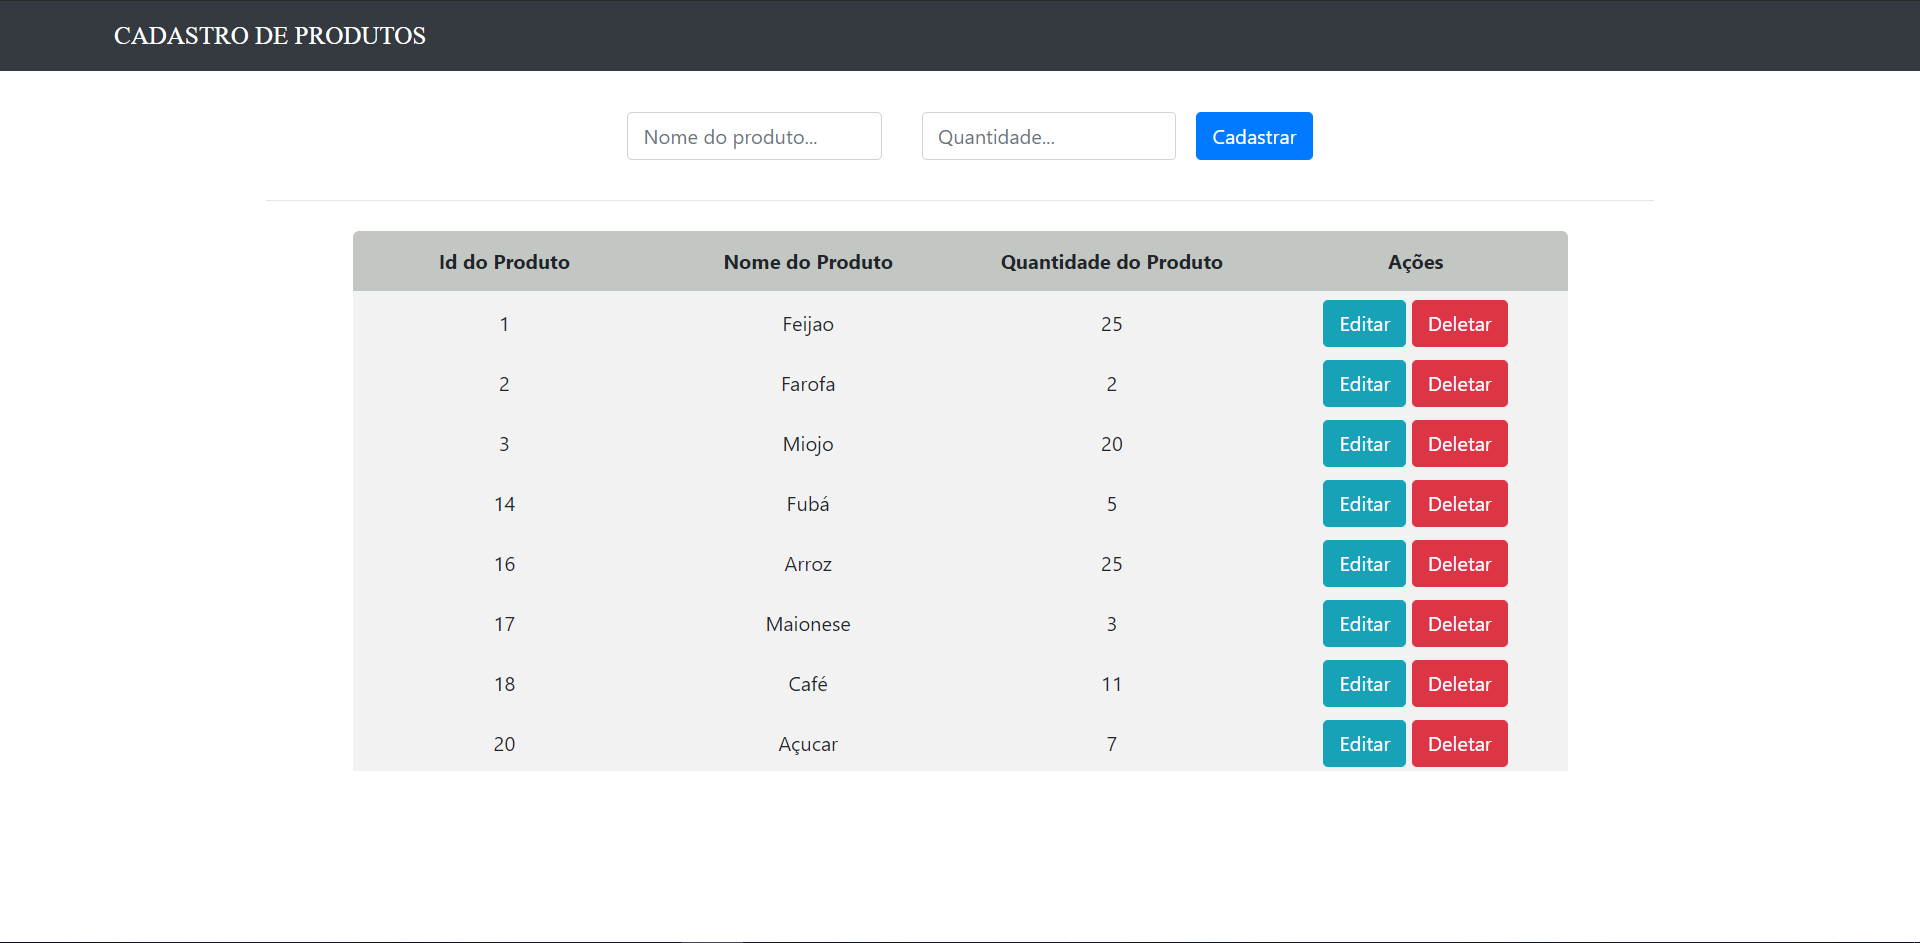 CADASTRO DE PRODUTOS
Nome do produto... Quantidade... Cadastrar
Id do Produto Nome do Produto Quantidade do Produto Ações
1 Feijao 25 Editar Deletar
2 Farofa 2 Editar Deletar
3 Miojo 20 Editar Deletar
14 Fubá 5 Editar Deletar
16 Arroz 25 Editar Deletar
17 Maionese 3 Editar Deletar
18 Café 11 Editar Deletar
20 Açucar 7 Editar Deletar